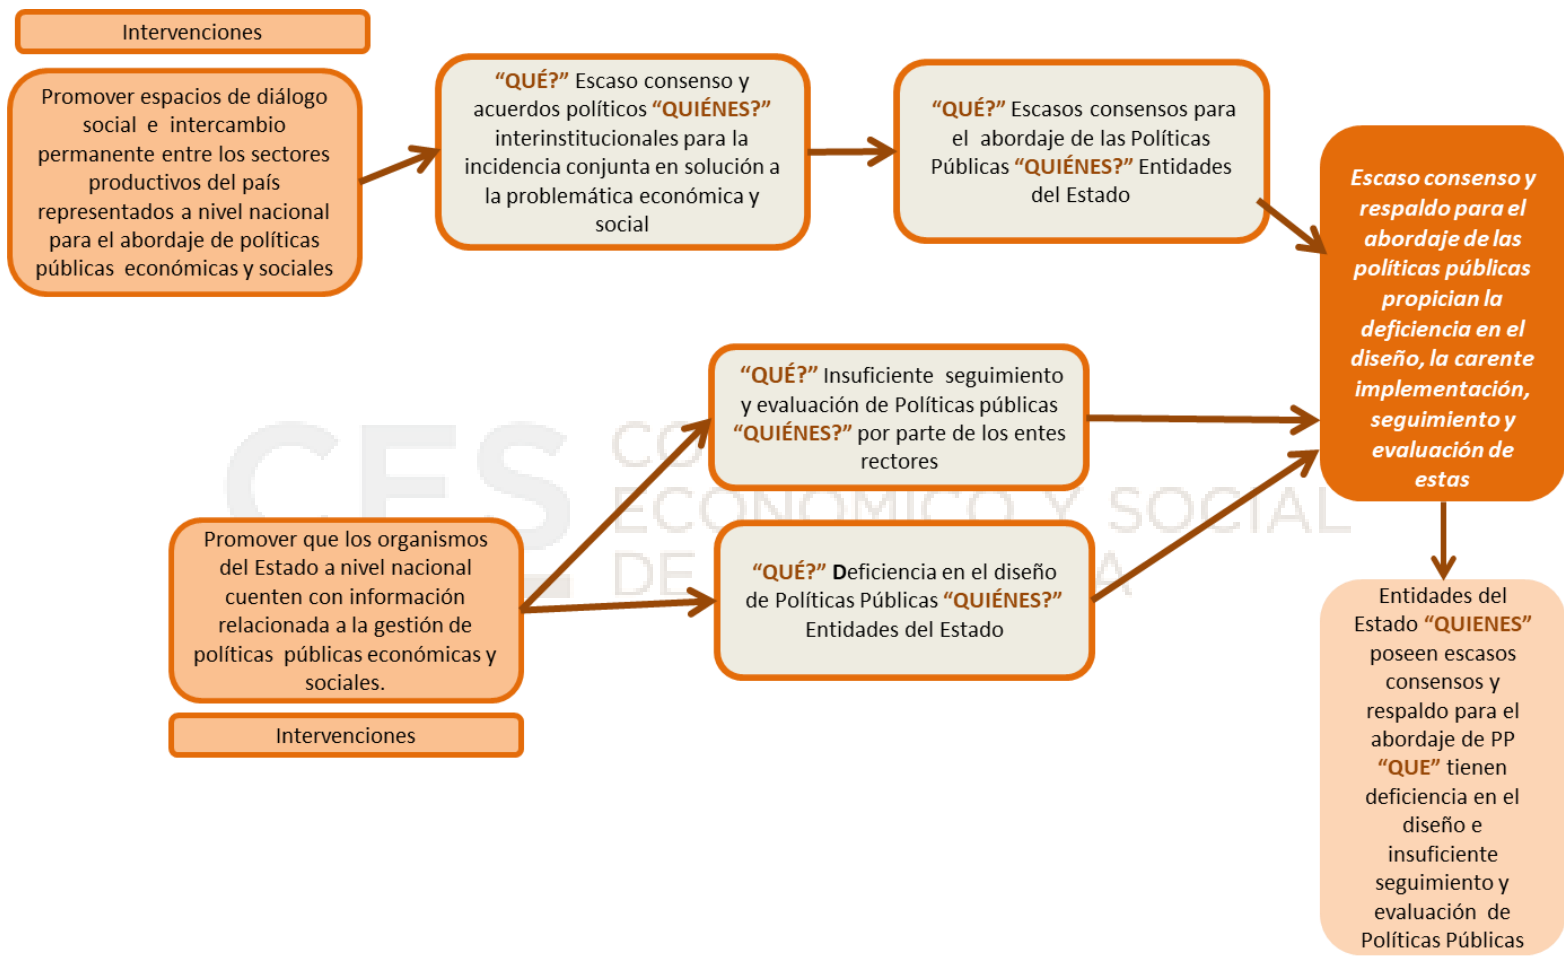 Intervenciones
Promover espacios de diálogo
social e intercambio
permanente entre los sectores
productivos del país
representados a nivel nacional
para el abordaje de políticas
públicas económicas y sociales
“QUÉ?” Escaso consenso y
acuerdos políticos “QUIÉNES?”
interinstitucionales para la
incidencia conjunta en solución a
la problemática económica y
social
“QUÉ?” Escasos consensos para
el abordaje de las Políticas
Públicas “QUIÉNES?” Entidades
del Estado
Escaso consenso y
respaldo para el
abordaje de las
políticas públicas
propician la
deficiencia en el
diseño, la carente
implementación,
seguimiento y
evaluación de
estas
“QUÉ?” Insuficiente seguimiento
y evaluación de Políticas públicas
“QUIÉNES?” por parte de los entes
rectores
Promover que los organismos
del Estado a nivel nacional
cuenten con información
relacionada a la gestión de
políticas públicas económicas y
sociales.
Intervenciones
“QUÉ?” Deficiencia en el diseño
de Políticas Públicas “QUIÉNES?”
Entidades del Estado
Entidades del
Estado “QUIENES”
poseen escasos
consensos y
respaldo para el
abordaje de PP
“QUE” tienen
deficiencia en el
diseño e
insuficiente
seguimiento y
evaluación de
Políticas Públicas
CES
ECONÓMICO Y SOCIAL
DE